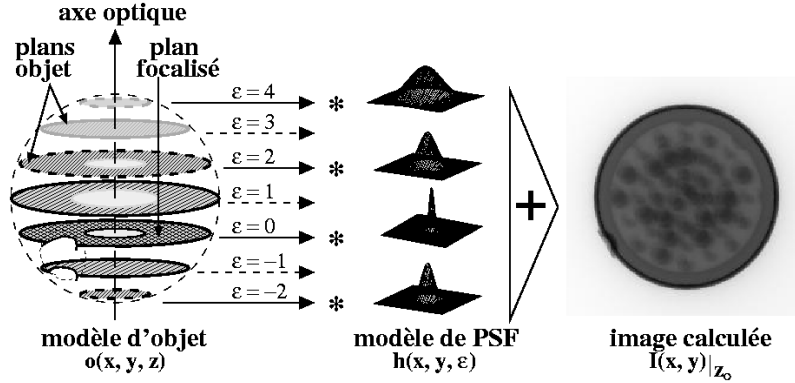 axe optique
plans objet
plan focalisé
ε = 4
*
ε = 3
ε = 2
*
ε = 1
ε = 0
*
ε = −1
ε = −2
*
+
modèle d'objet
o(x, y, z)
modèle de PSF
h(x, y, ε)
image calculée
I(x, y)|z₀